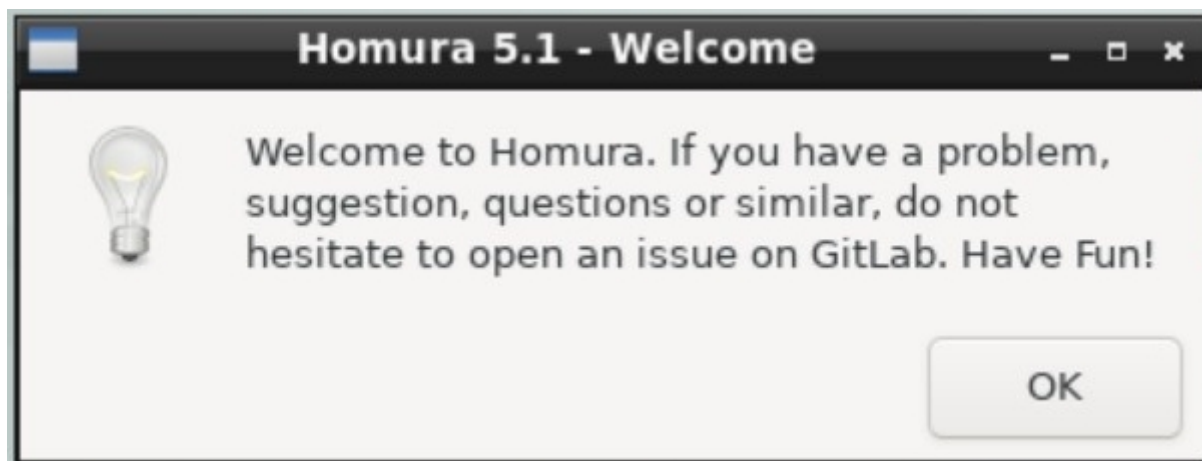 Homura 5.1 - Welcome
Welcome to Homura. If you have a problem,
suggestion, questions or similar, do not
hesitate to open an issue on GitLab. Have Fun!
OK